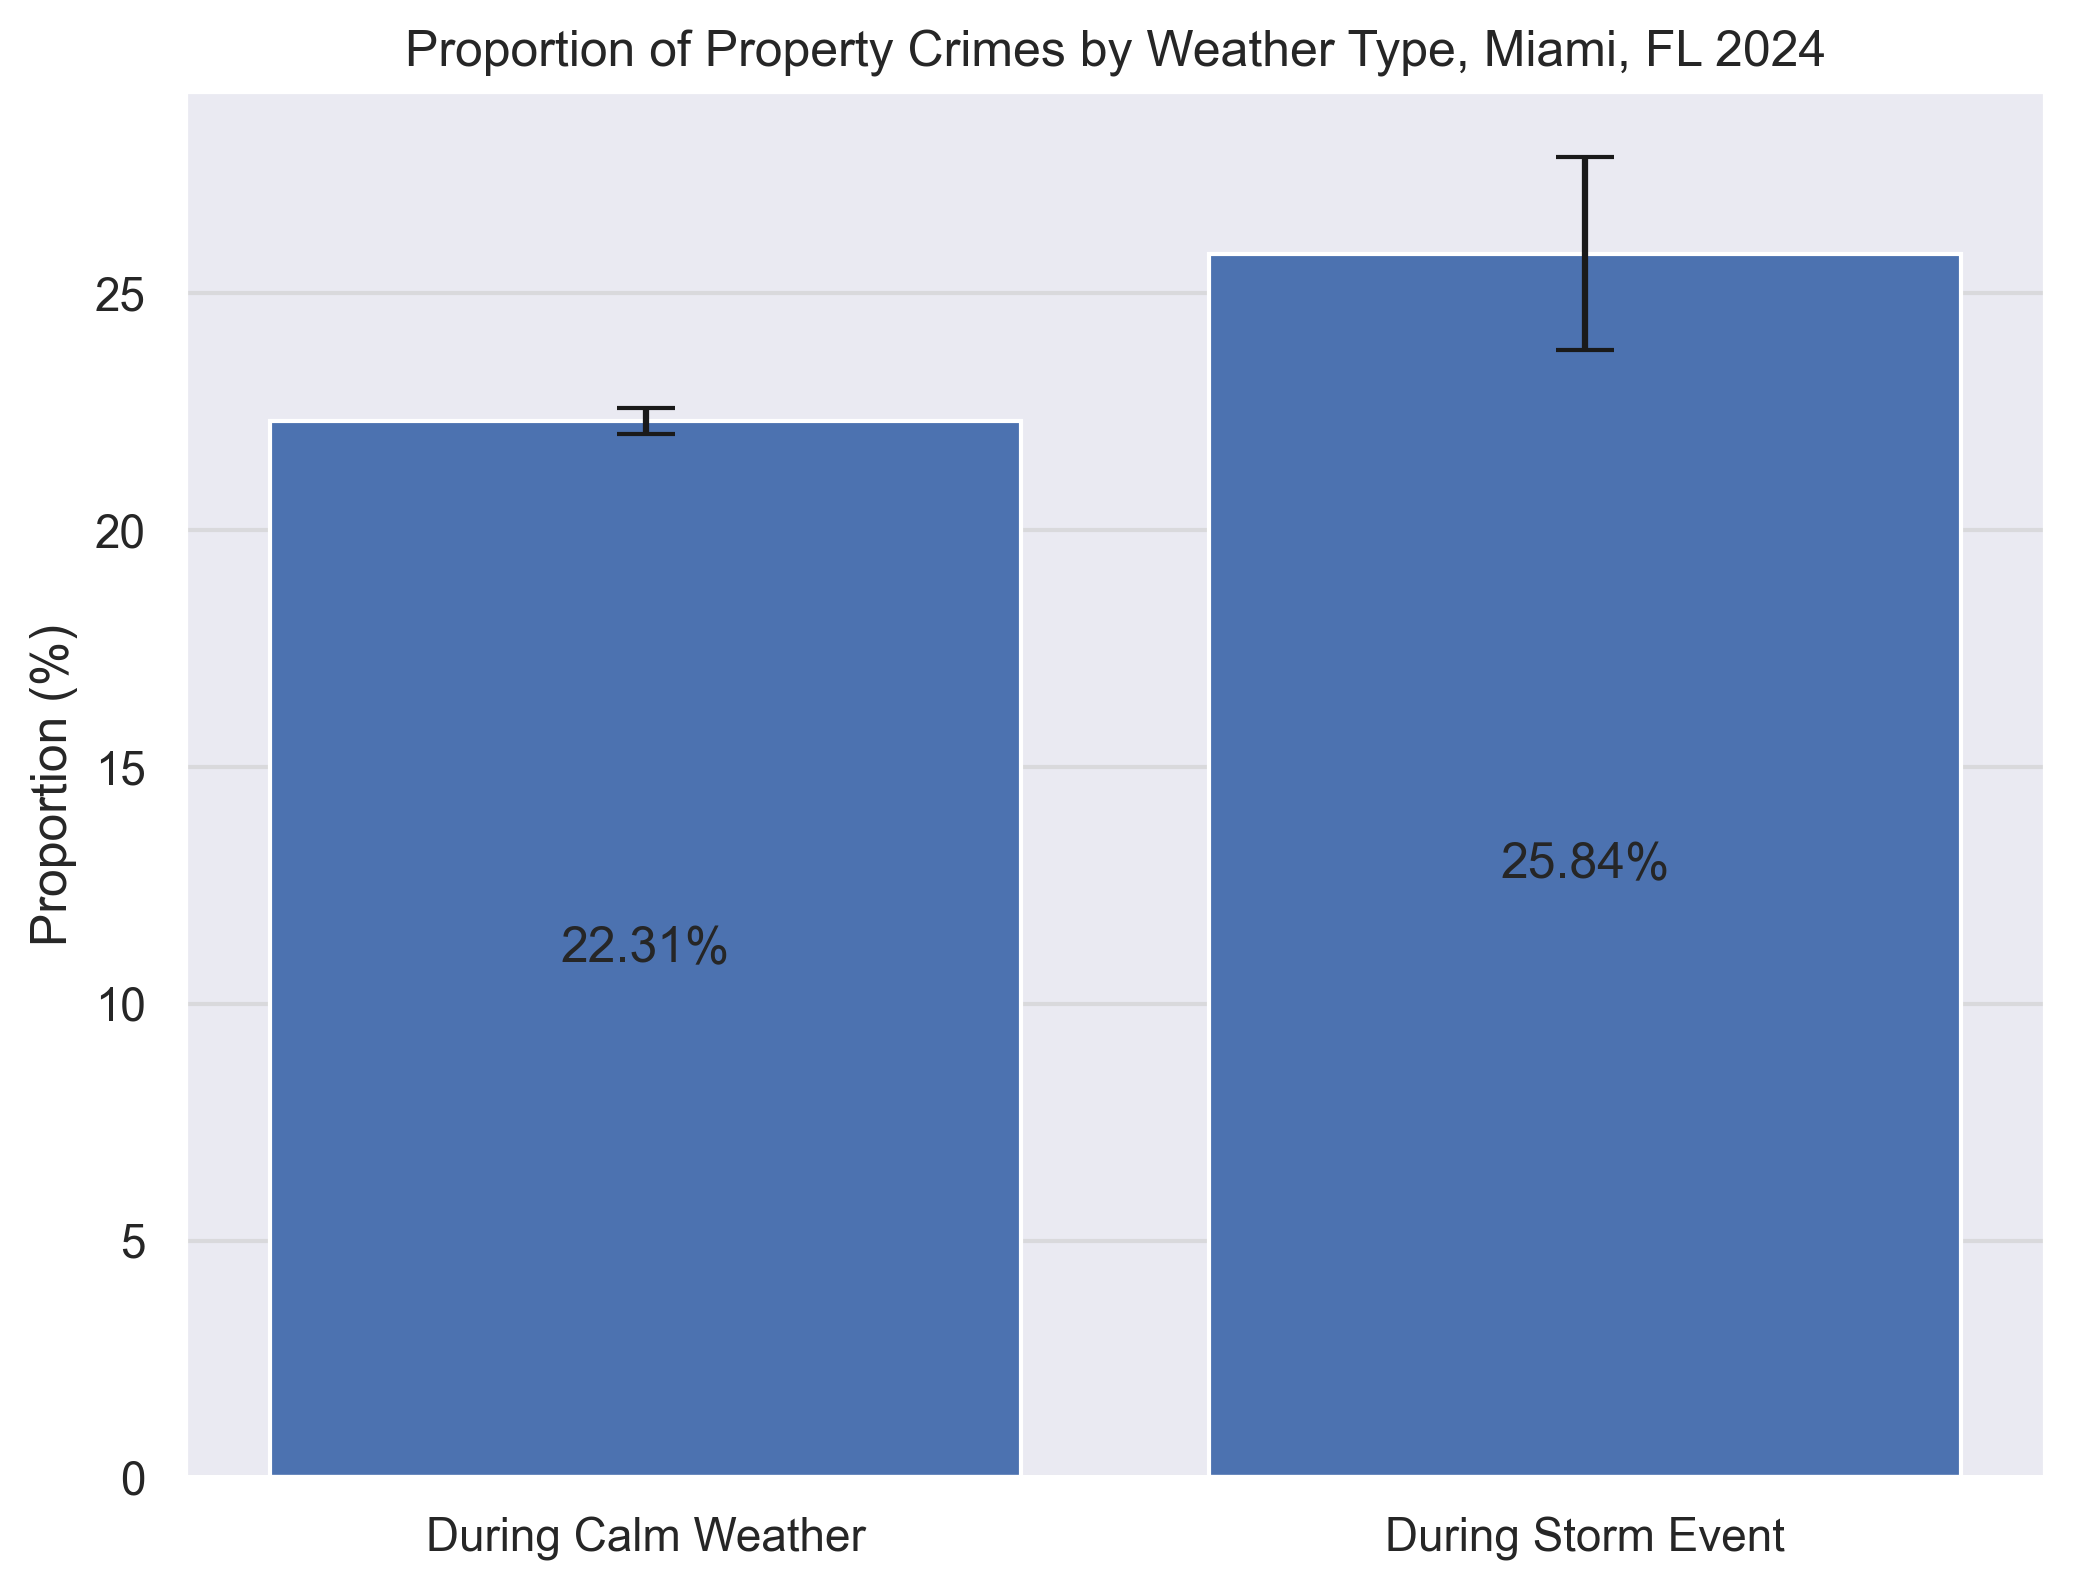 Proportion of Property Crimes by Weather Type, Miami, FL 2024
Proportion (%)
25
20
15
10
5
0
22.31%
25.84%
During Calm Weather
During Storm Event